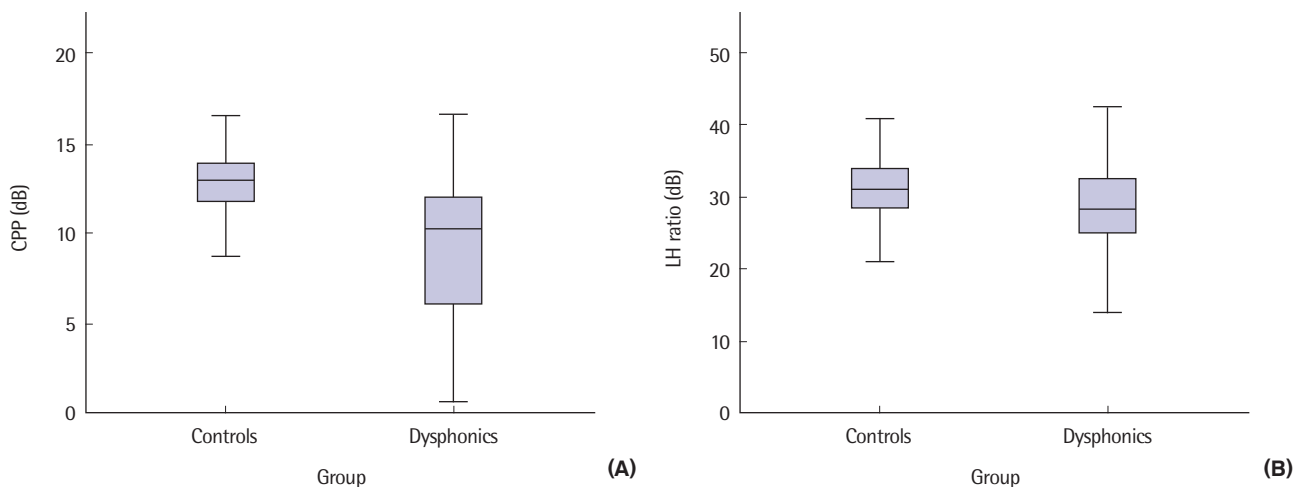 20
15
10
5
0
CPP (dB)
Controls
Dysphonics
Group
(A)
50
40
30
20
10
0
LH ratio (dB)
Controls
Dysphonics
Group
(B)